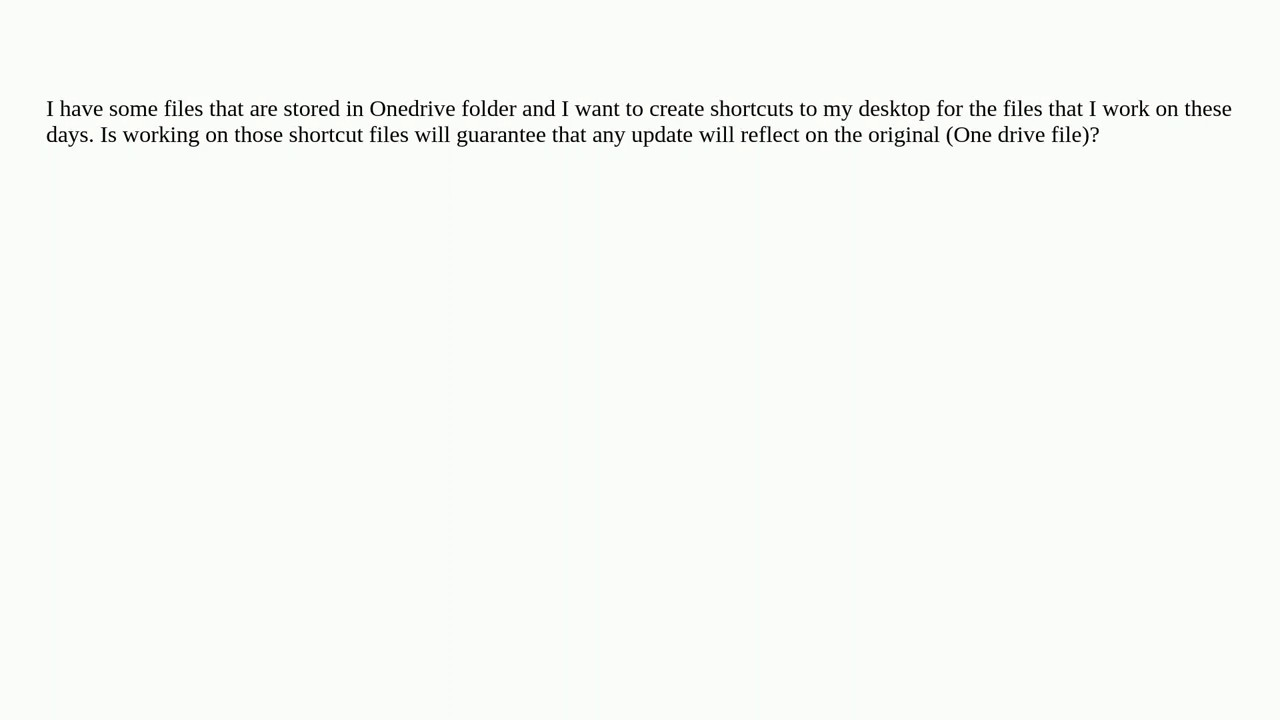 I have some files that are stored in Onedrive folder and I want to create shortcuts to my desktop for the files that I work on these
days. Is working on those shortcut files will guarantee that any update will reflect on the original (One drive file)?